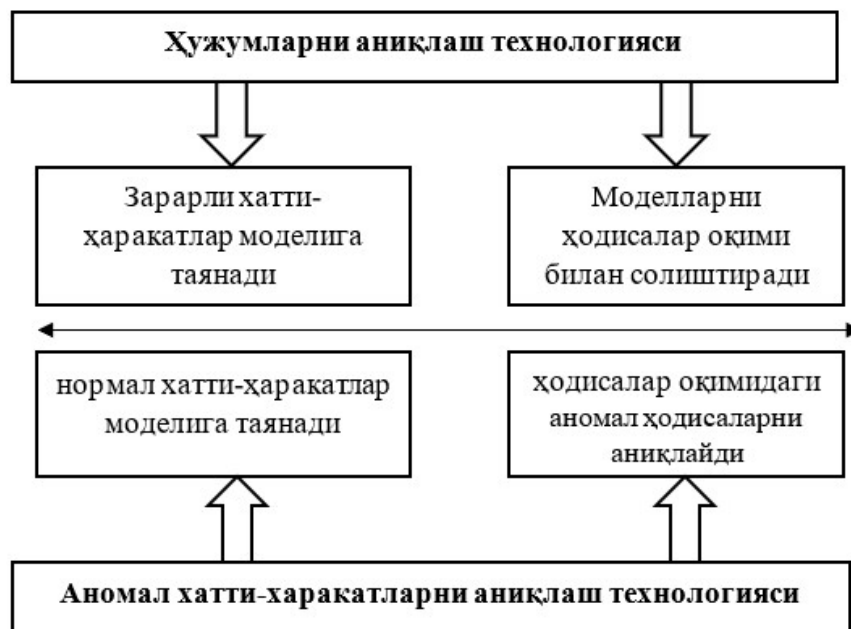 Ҳужумларни аниқлаш технологияси
Зарарли хатти-
ҳаракатлар моделига
таянади
Моделларни
ҳодисалар оқими
билан солиштиради
нормал хатти-ҳаракатлар
моделига таянади
ҳодисалар оқимидаги
аномал ҳодисаларни
аниқлайди
Аномал хатти-харакатларни аниқлаш технологияси